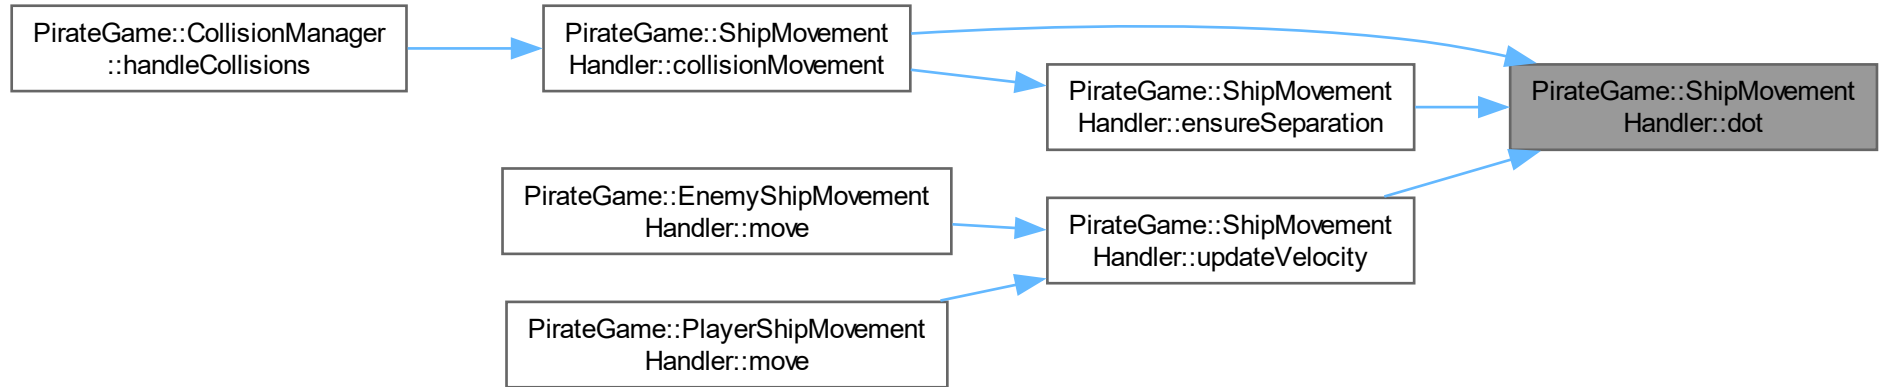 PirateGame::CollisionManager
::handleCollisions
PirateGame::ShipMovement
Handler::collisionMovement
PirateGame::ShipMovement
Handler::ensureSeparation
PirateGame::ShipMovement
Handler::dot
PirateGame::EnemyShipMovement
Handler::move
PirateGame::ShipMovement
Handler::updateVelocity
PirateGame::PlayerShipMovement
Handler::move